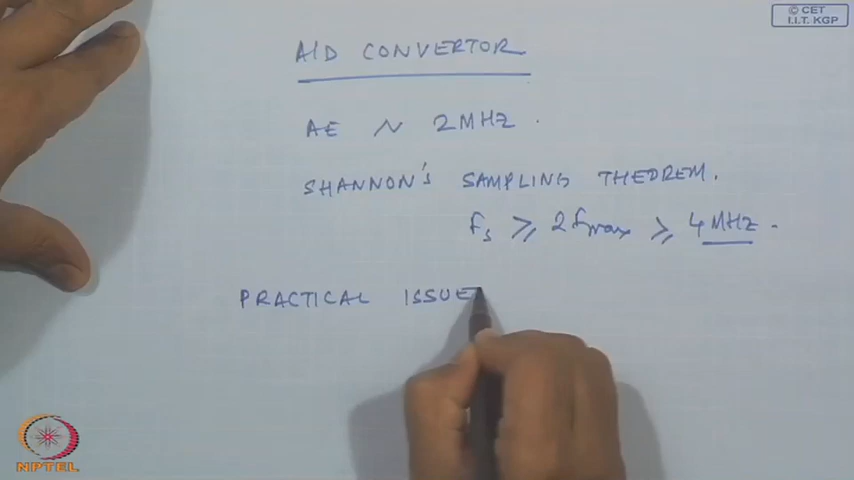 © CET
I.I.T. KGP
A/D CONVERTOR
AE ~ 2MHZ .
SHANNON'S SAMPLING THEOREM.
fs ≥ 2fmax ≥ 4MHZ .
PRACTICAL ISSUE
NPTEL